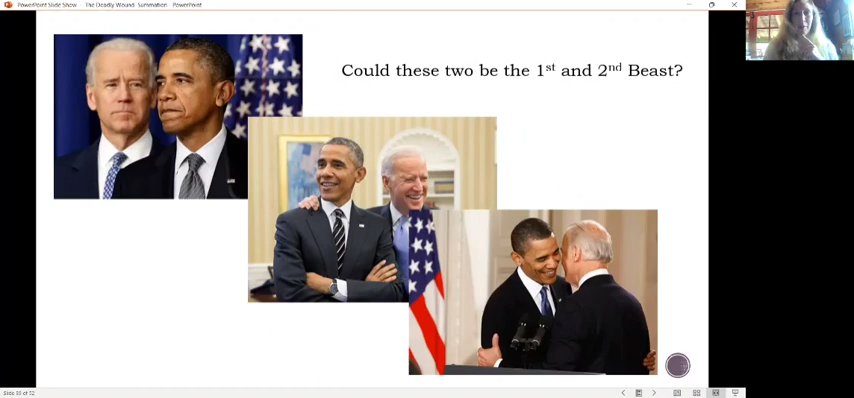 PowerPoint Slide Show - The Deadly Wound. Summation - PowerPoint
Could these two be the 1st and 2nd Beast?
Slide 30 of 52